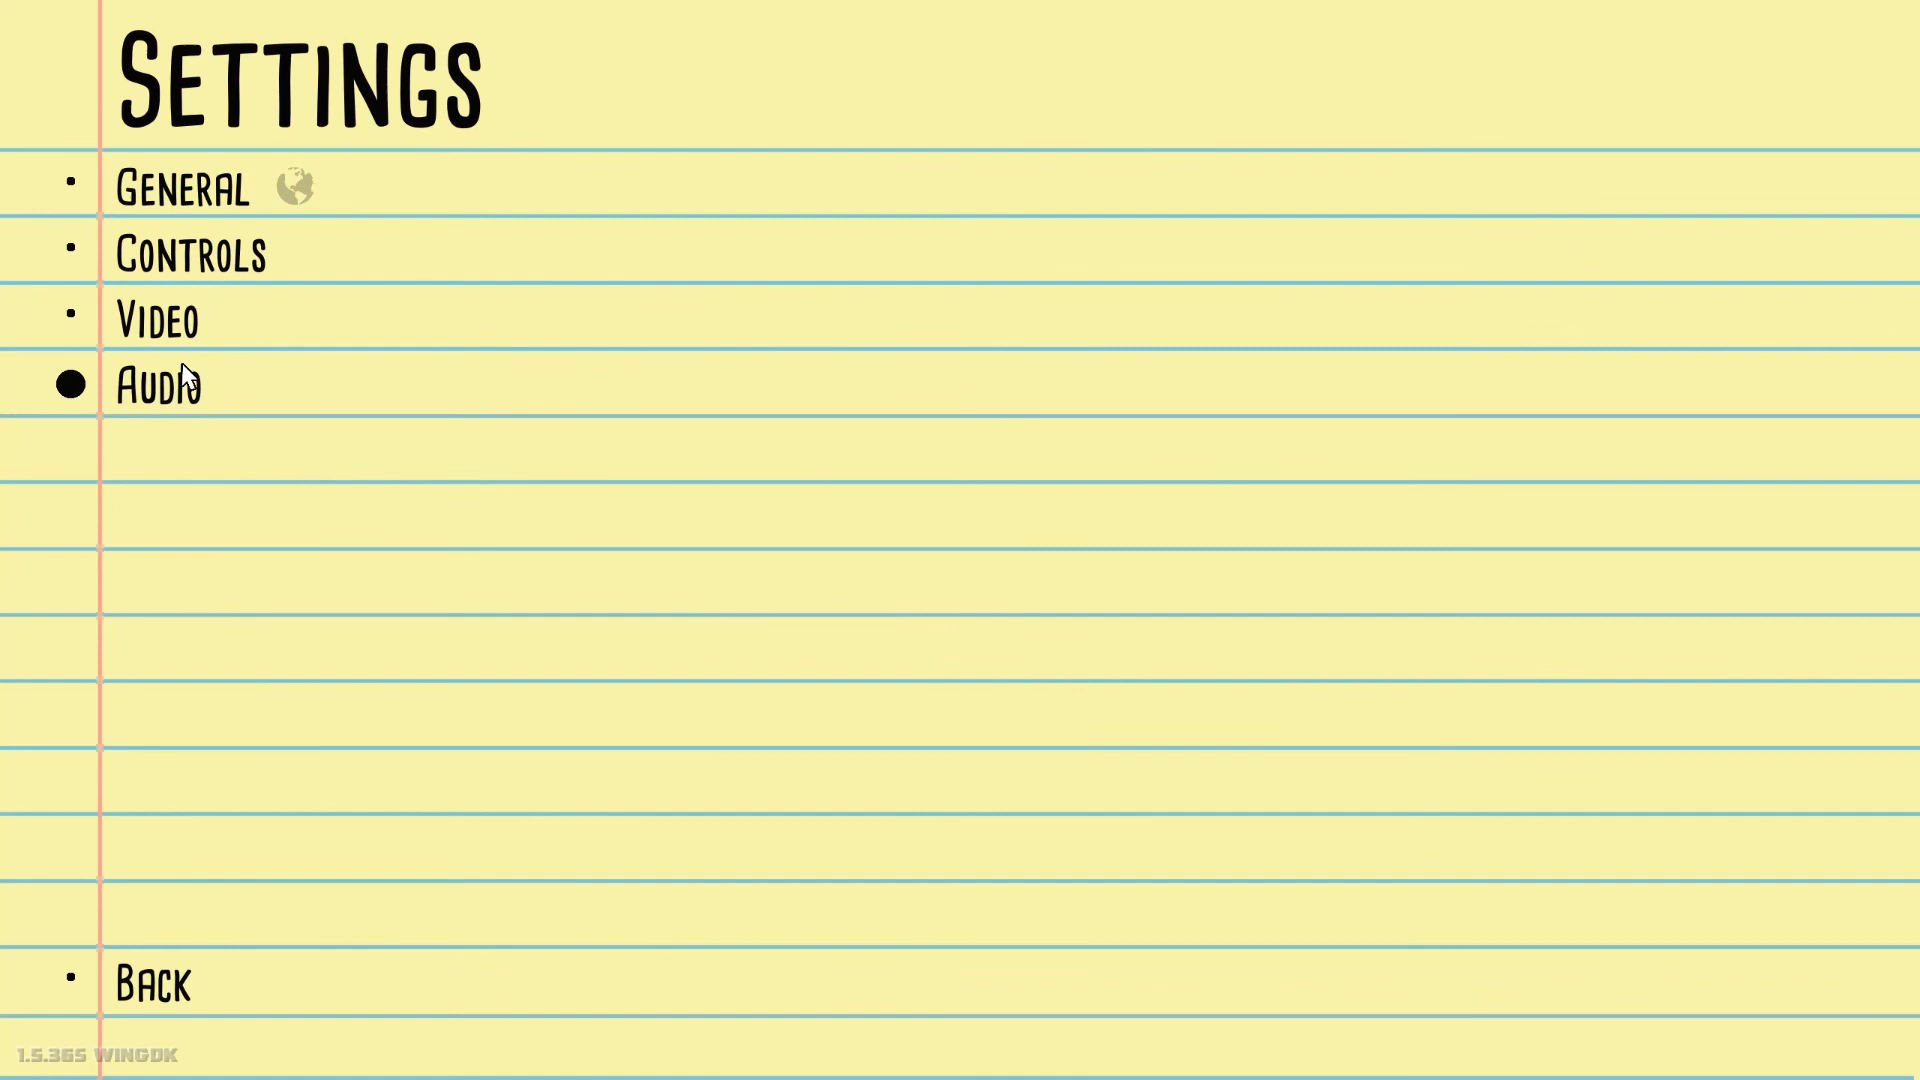 Settings
General
Controls
Video
Audio
Back
1.5.365 WINGDK